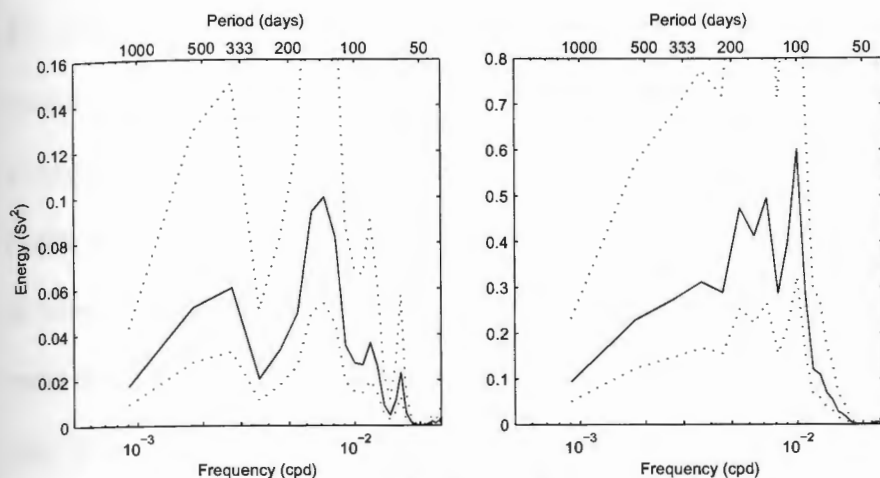 Period (days)
1000 500 333 200 100 50
0.16
0.14
0.12
0.1
0.08
0.06
0.04
0.02
0
Energy (Sv²)
10⁻³ 10⁻²
Frequency (cpd)
Period (days)
1000 500 333 200 100 50
0.8
0.7
0.6
0.5
0.4
0.3
0.2
0.1
0
10⁻³ 10⁻²
Frequency (cpd)